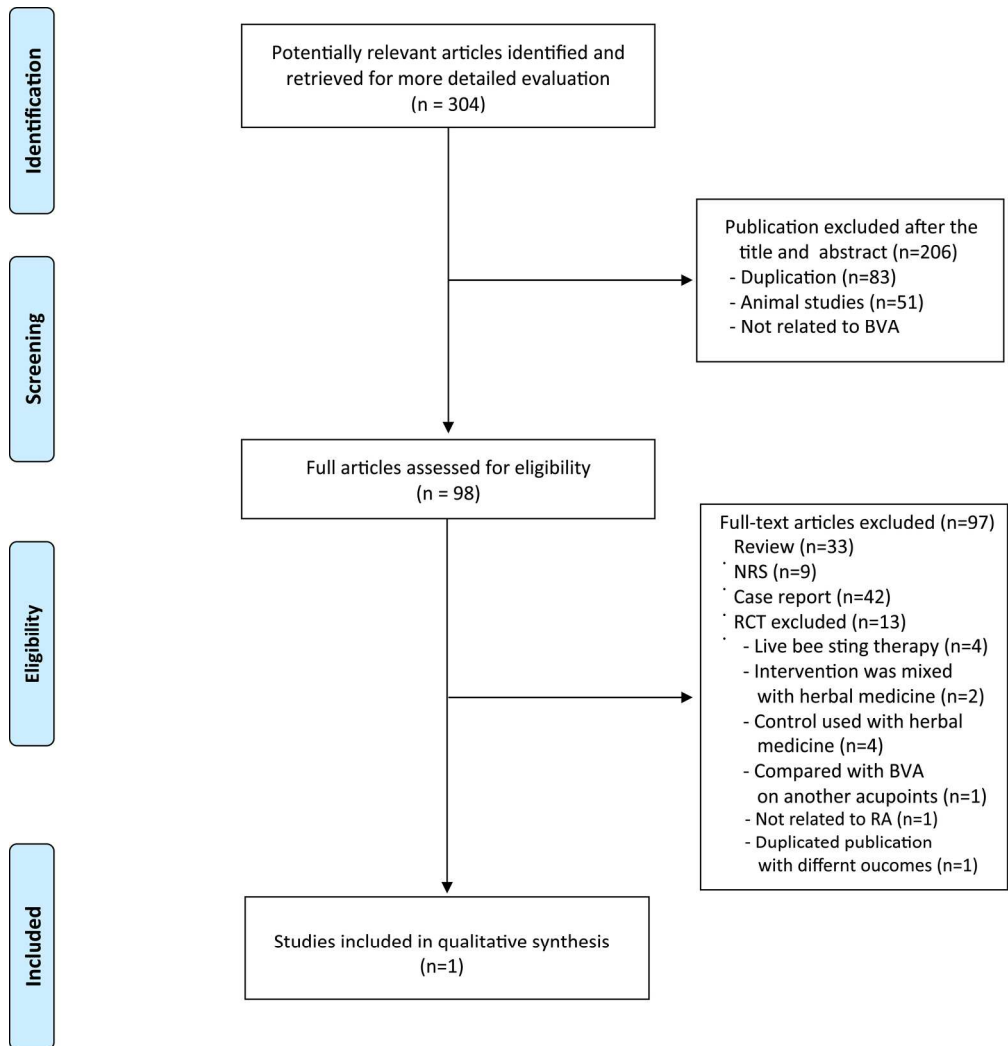 Identification
Potentially relevant articles identified and
retrieved for more detailed evaluation
(n = 304)
Publication excluded after the
title and abstract (n=206)
- Duplication (n=83)
- Animal studies (n=51)
- Not related to BVA
Screening
Full articles assessed for eligibility
(n = 98)
Full-text articles excluded (n=97)
Review (n=33)
NRS (n=9)
Case report (n=42)
RCT excluded (n=13)
- Live bee sting therapy (n=4)
- Intervention was mixed
with herbal medicine (n=2)
- Control used with herbal
medicine (n=4)
- Compared with BVA
on another acupoints (n=1)
- Not related to RA (n=1)
- Duplicated publication
with differnt oucomes (n=1)
Eligibility
Studies included in qualitative synthesis
(n=1)
Included